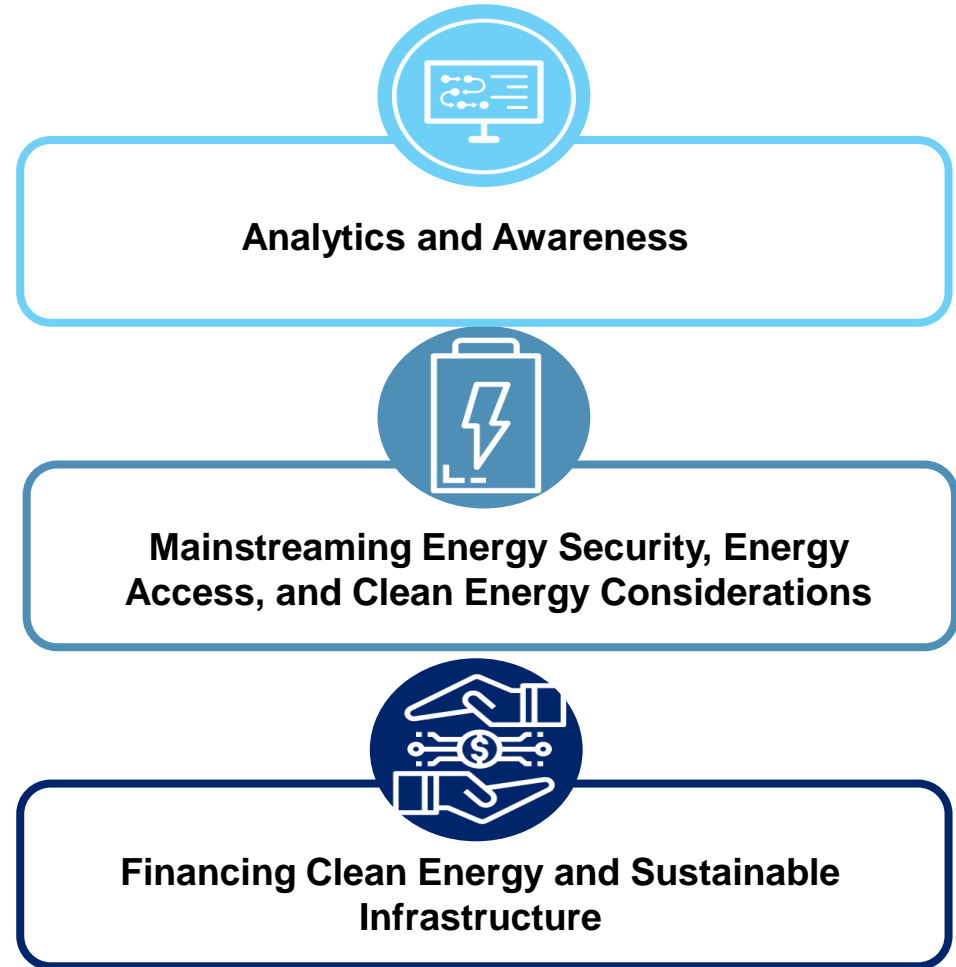 Analytics and Awareness
Mainstreaming Energy Security, Energy
Access, and Clean Energy Considerations
$
Financing Clean Energy and Sustainable
Infrastructure